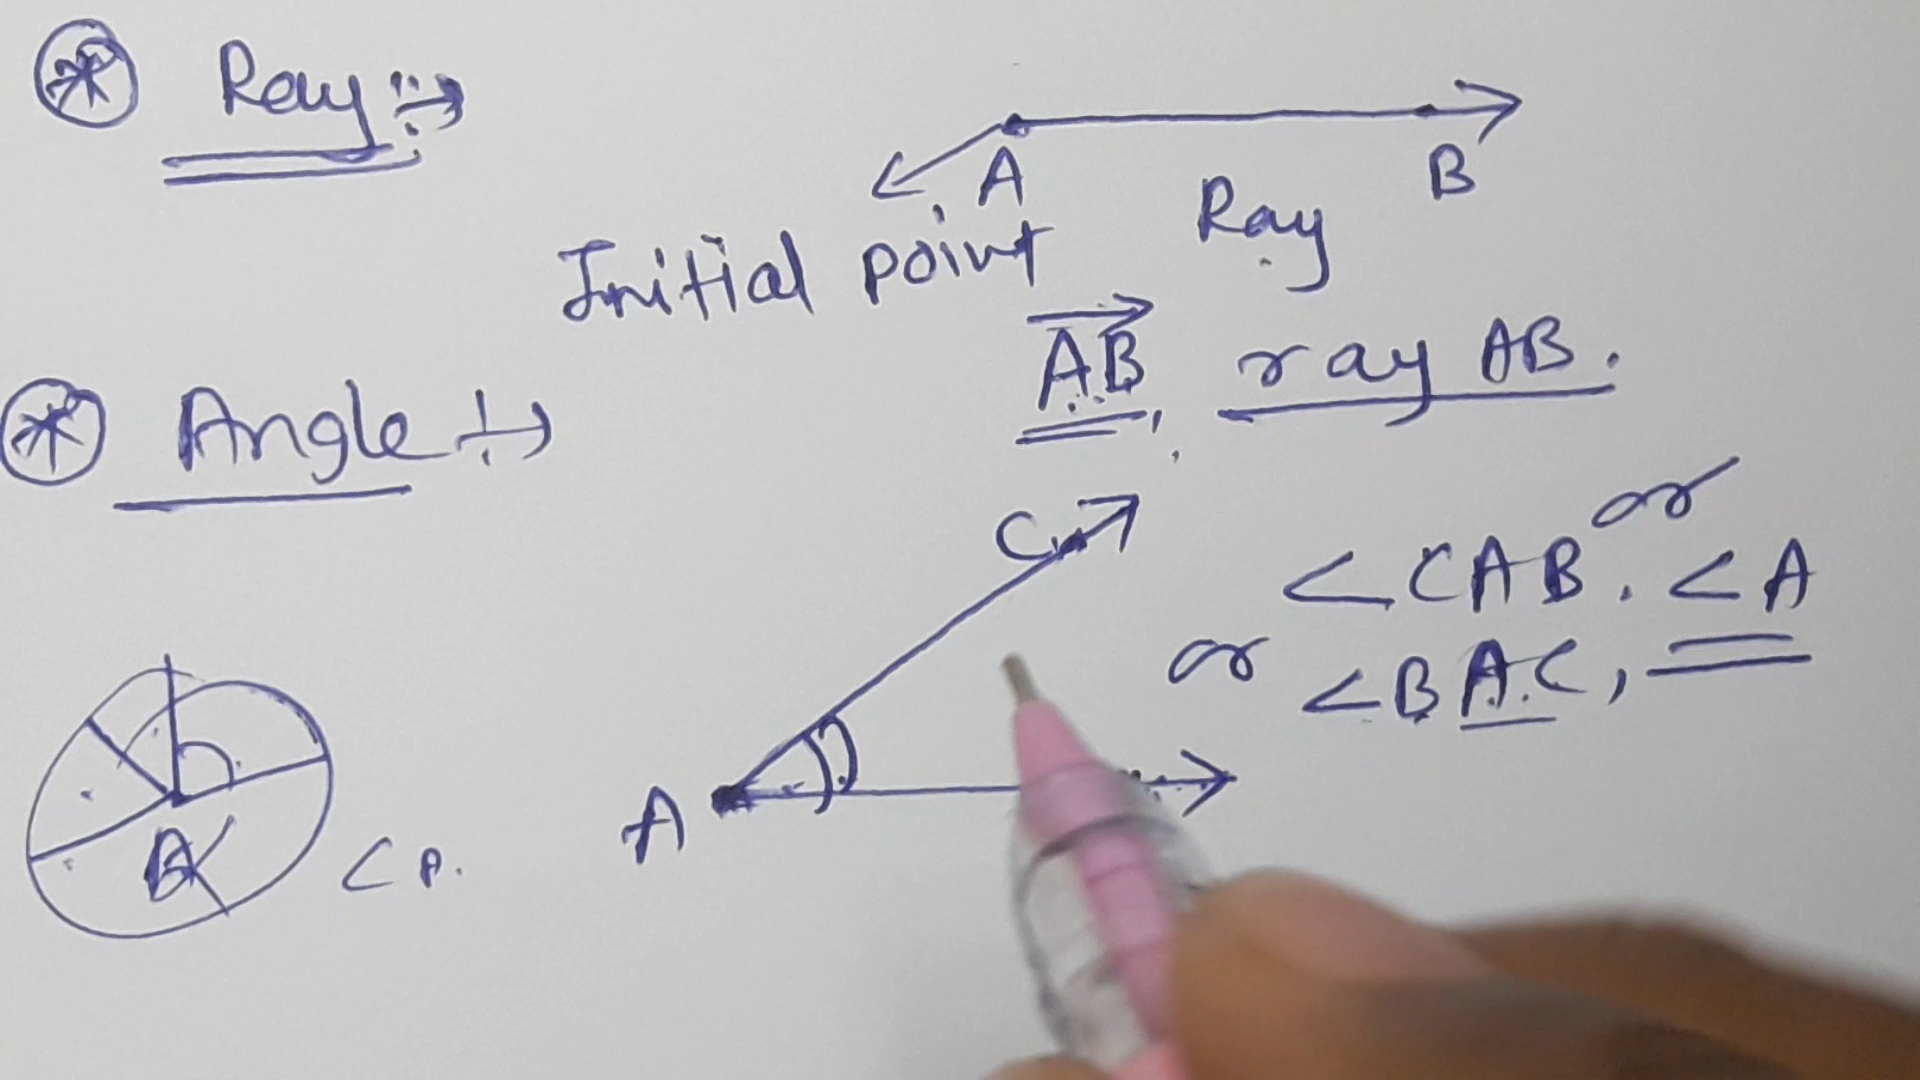 Ray :→
A B
Initial point Ray
AB, ray AB.
Angle :→
C
or
<CAB. <A
or <BAC,
A
A
<A.